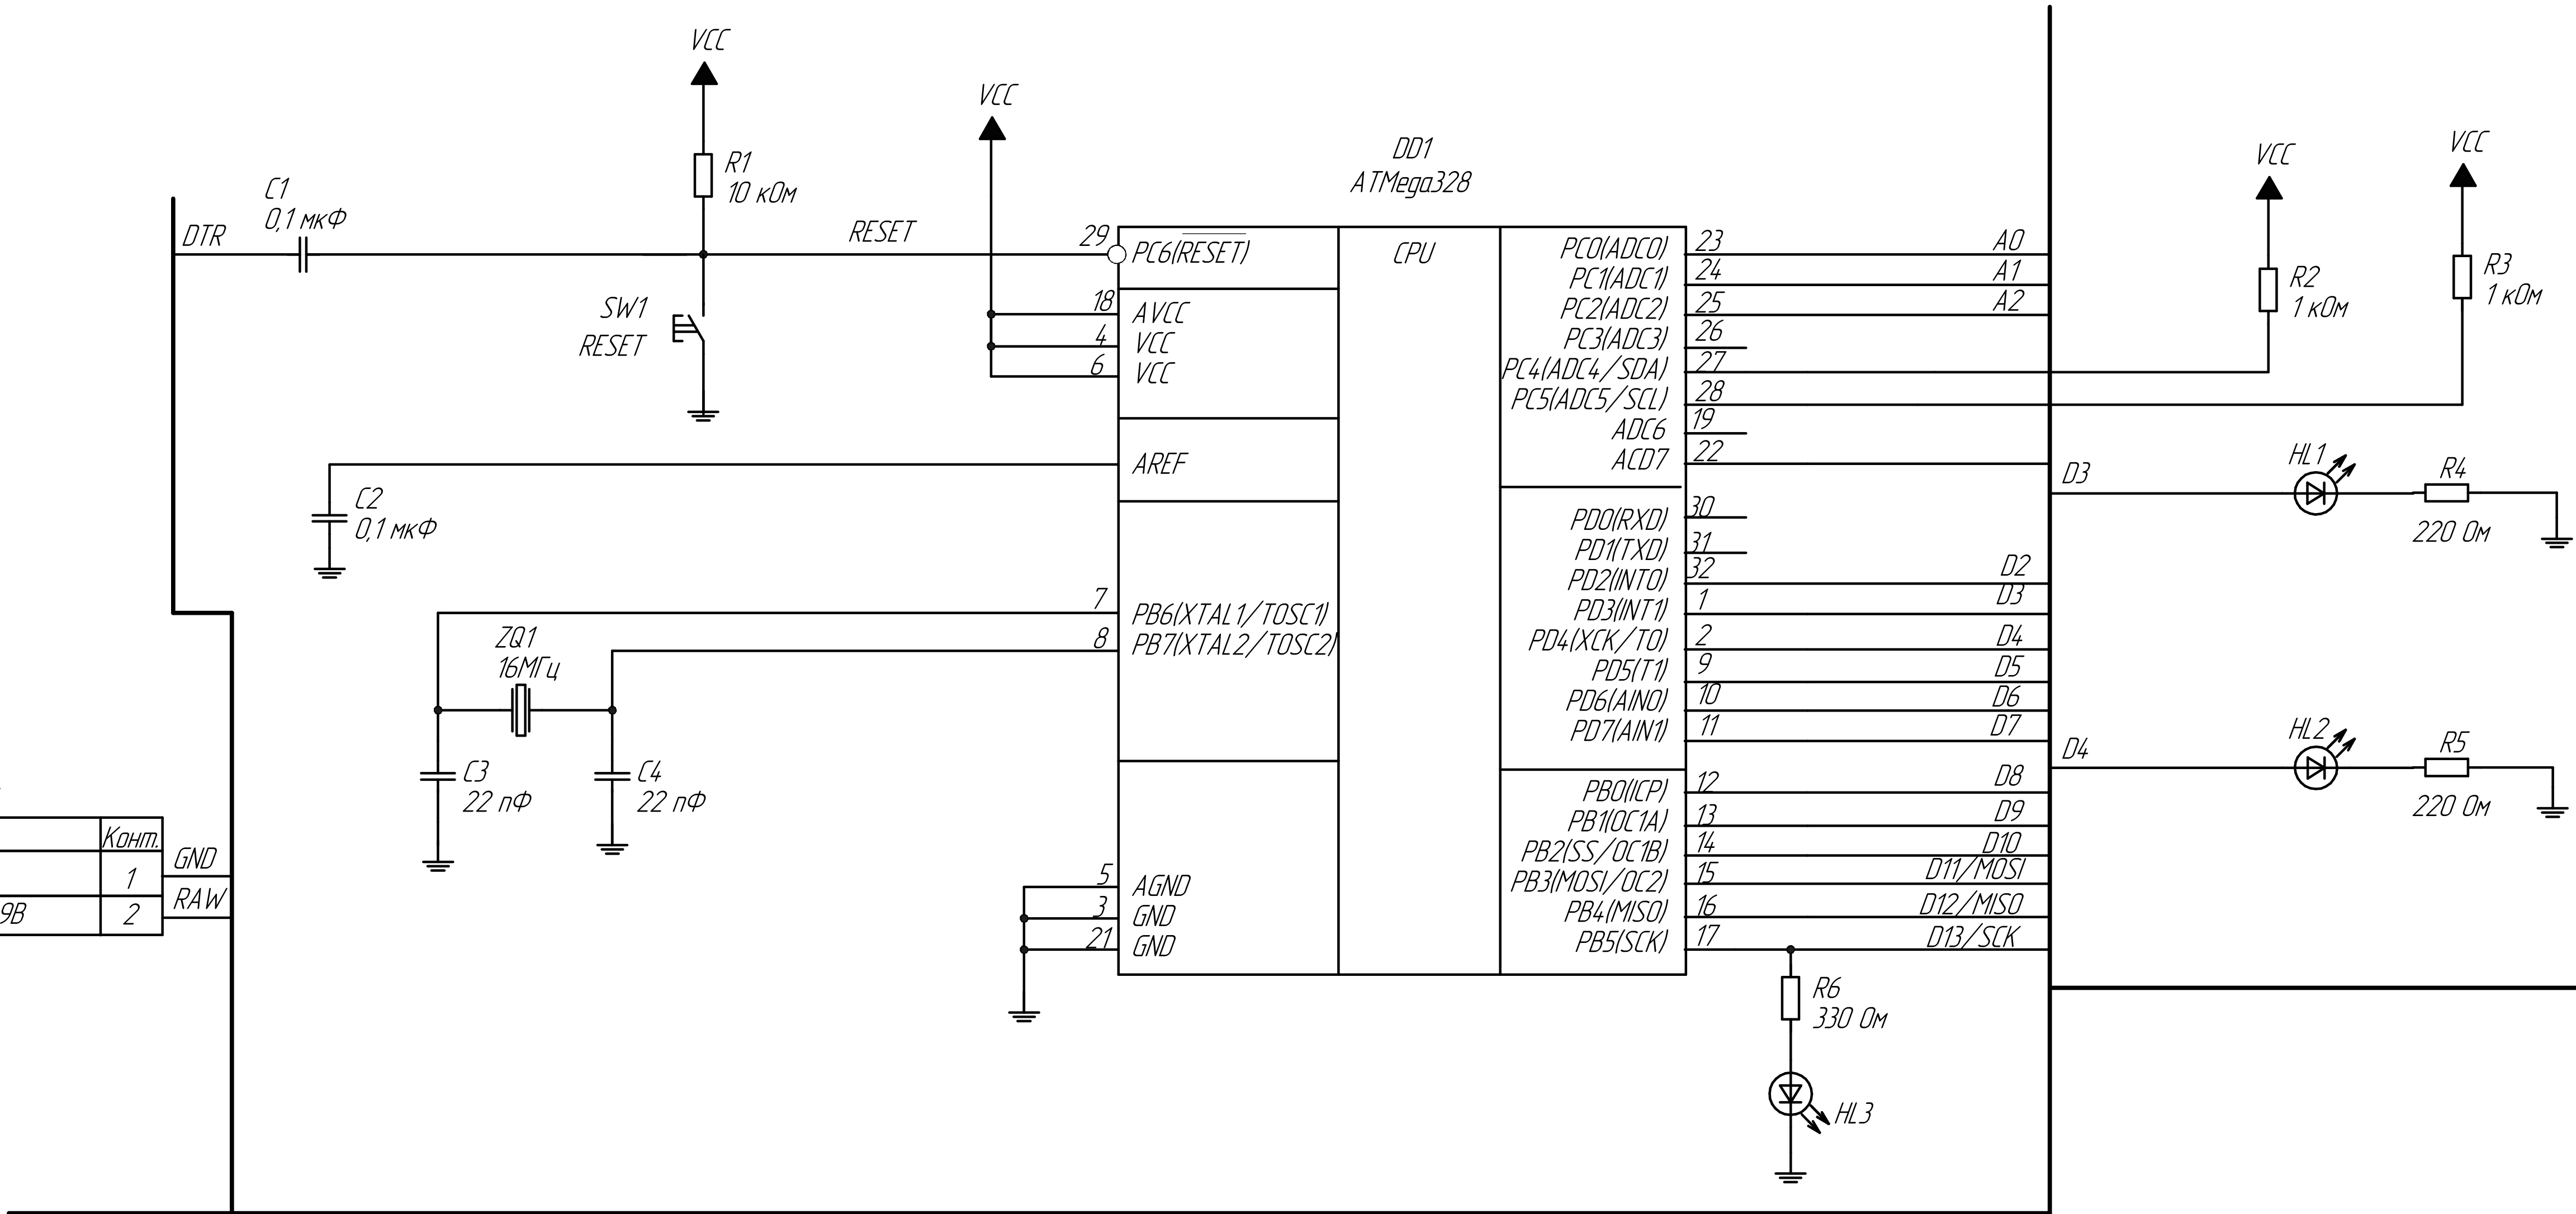 VCC
R1
10 кОм
C1
0,1 мкФ
DTR
RESET
SW1
RESET
C2
0,1 мкФ
ZQ1
16МГц
C3
22 пФ
C4
22 пФ
Конт.
1
GND
9В
2
RAW
VCC
DD1
ATMega328
CPU
29
PC6(RESET)
18
AVCC
4
VCC
6
VCC
AREF
7
PB6(XTAL1/TOSC1)
8
PB7(XTAL2/TOSC2)
5
AGND
3
GND
21
GND
PC0(ADC0)
23
A0
PC1(ADC1)
24
A1
PC2(ADC2)
25
A2
PC3(ADC3)
26
PC4(ADC4/SDA)
27
PC5(ADC5/SCL)
28
ADC6
19
ACD7
22
PD0(RXD)
30
PD1(TXD)
31
PD2(INT0)
32
D2
PD3(INT1)
1
D3
PD4(XCK/T0)
2
D4
PD5(T1)
9
D5
PD6(AIN0)
10
D6
PD7(AIN1)
11
D7
PB0(ICP)
12
D8
PB1(OC1A)
13
D9
PB2(SS/OC1B)
14
D10
PB3(MOSI/OC2)
15
D11/MOSI
PB4(MISO)
16
D12/MISO
PB5(SCK)
17
D13/SCK
R6
330 Ом
HL3
VCC
R2
1 кОм
VCC
R3
1 кОм
D3
HL1
R4
220 Ом
D4
HL2
R5
220 Ом